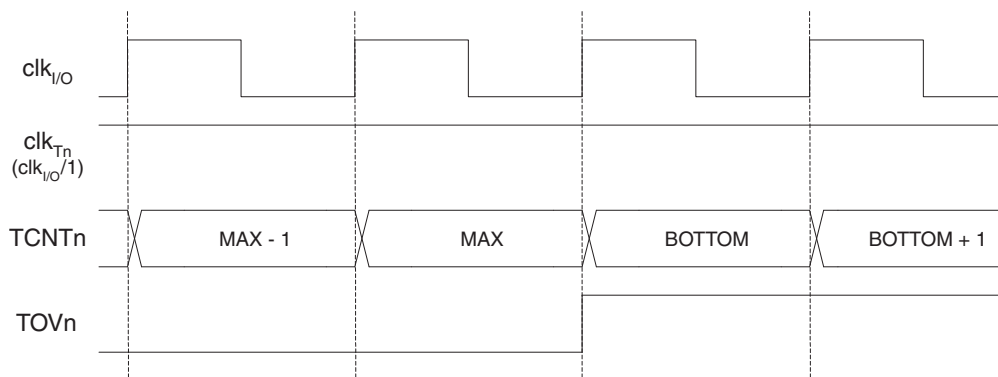 clkI/O
clkTn
(clkI/O/1)
TCNTn MAX - 1 MAX BOTTOM BOTTOM + 1
TOVn